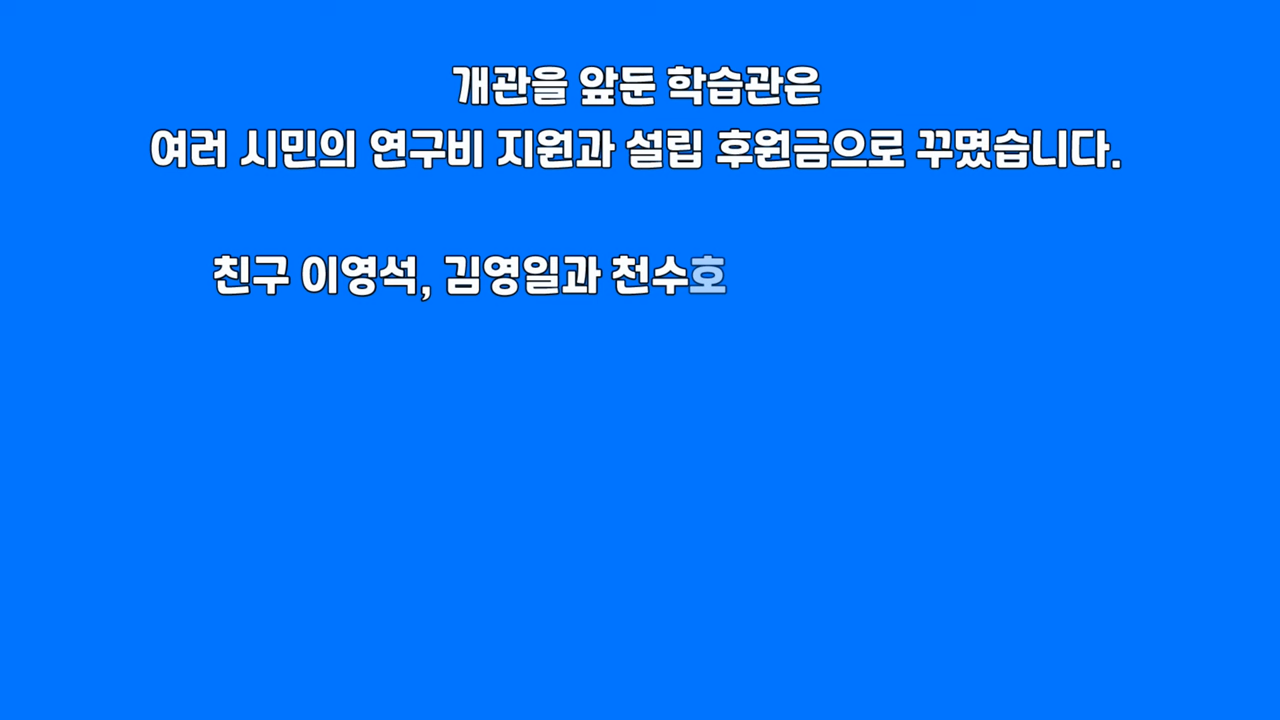 개관을 앞둔 학습관은
여러 시민의 연구비 지원과 설립 후원금으로 꾸몄습니다.
친구 이영석, 김영일과 천수호